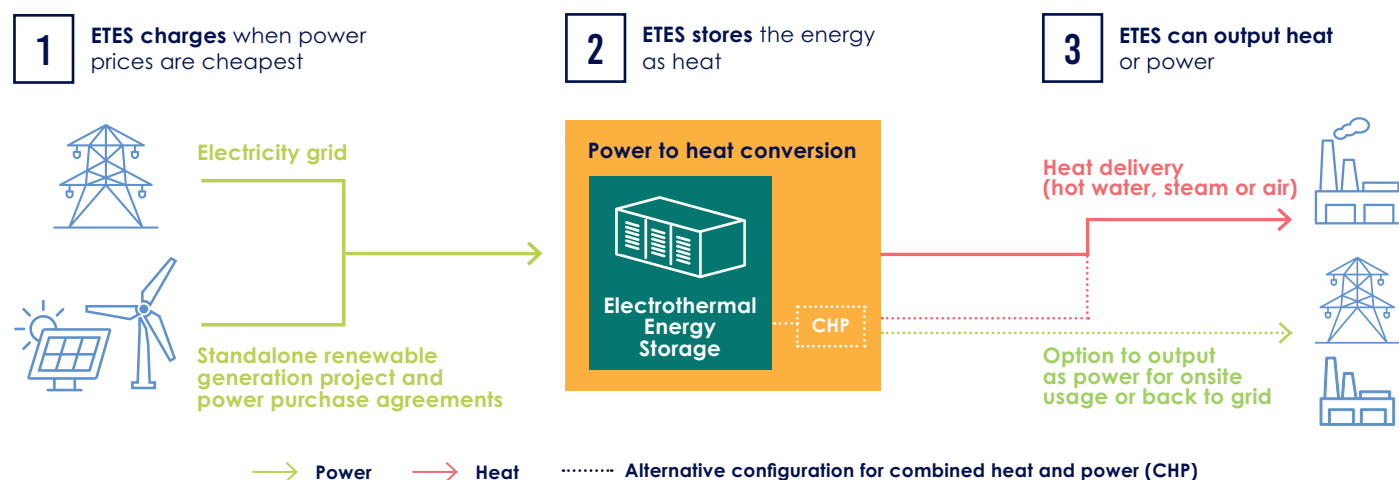 1
ETES charges when power
prices are cheapest
2
ETES stores the energy
as heat
3
ETES can output heat
or power
Electricity grid
Standalone renewable
generation project and
power purchase agreements
Power to heat conversion
Electrothermal
Energy
Storage
CHP
Heat delivery
(hot water, steam or air)
Option to output
as power for onsite
usage or back to grid
Power
Heat
Alternative configuration for combined heat and power (CHP)